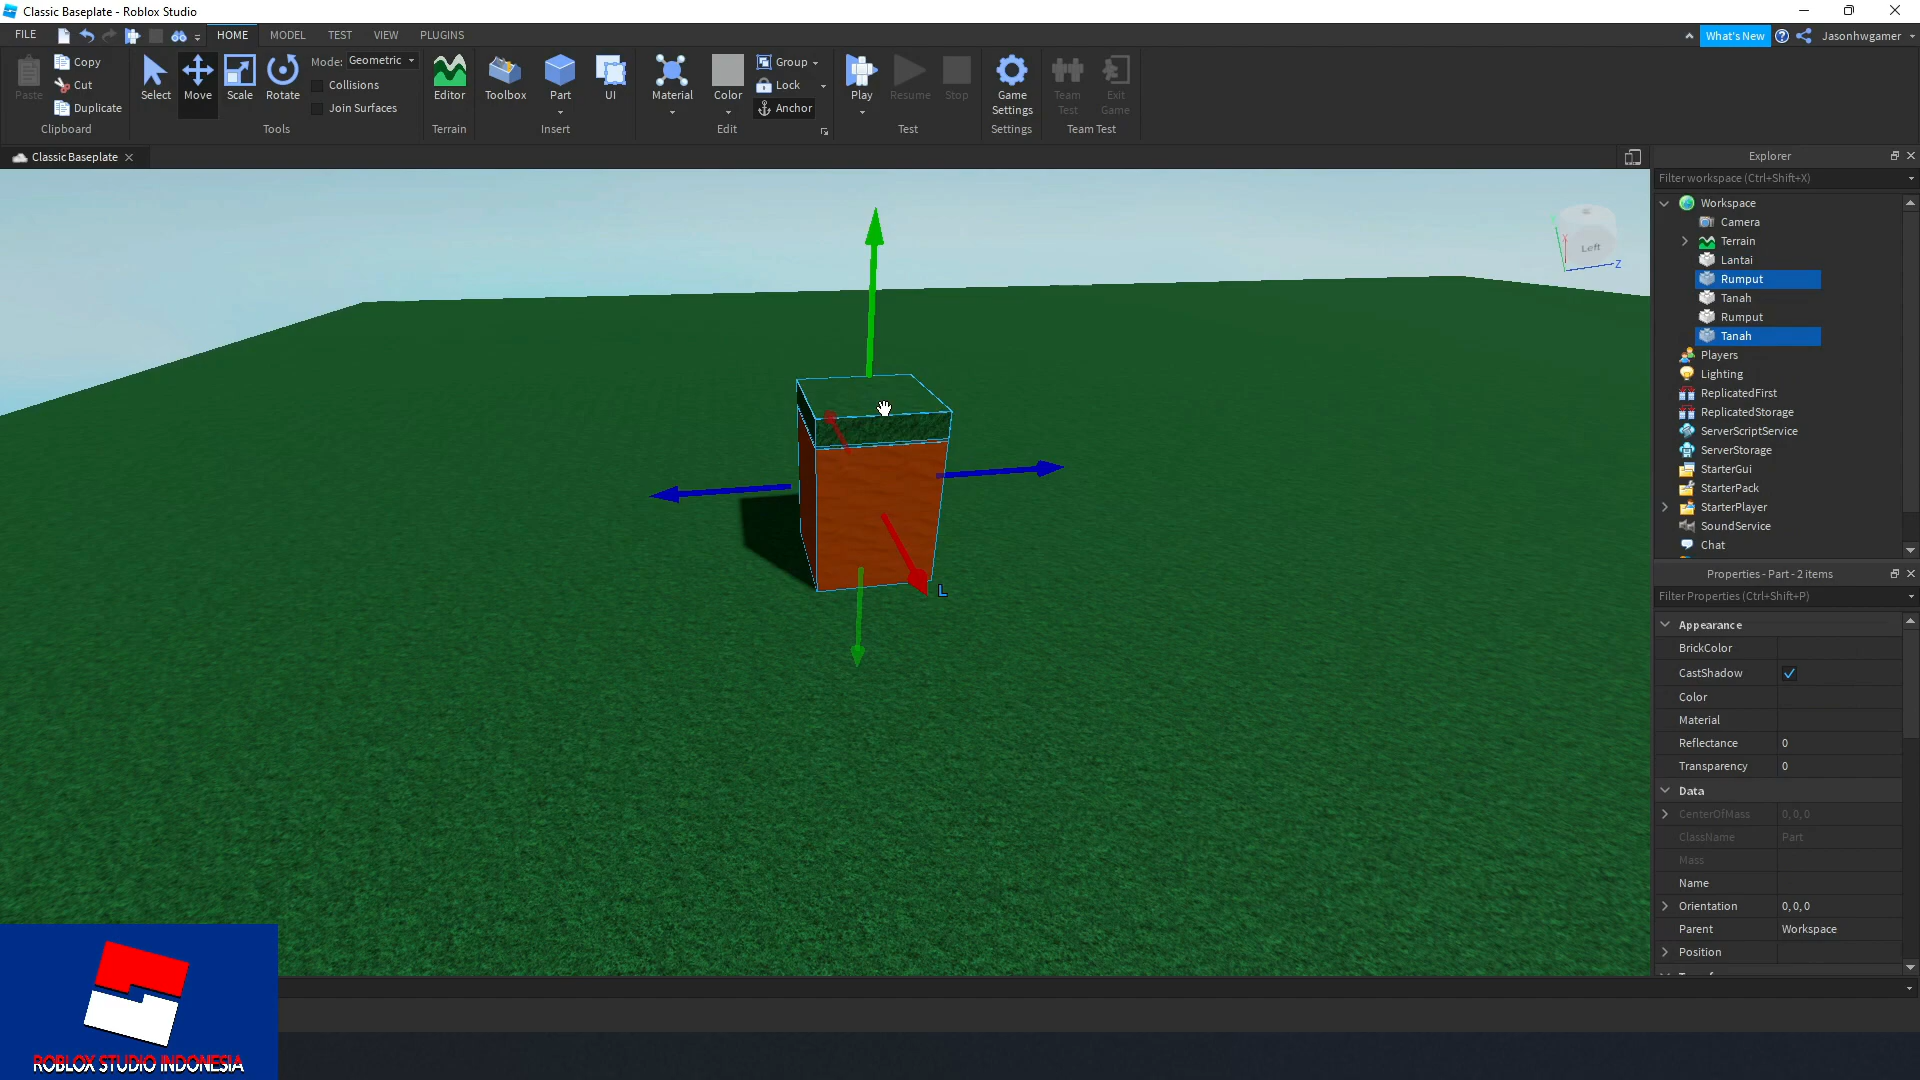 Classic Baseplate - Roblox Studio
FILE HOME MODEL TEST VIEW PLUGINS What's New Jasonhwgamer
Paste Copy Cut Duplicate Clipboard
Select Move Scale Rotate Mode: Geometric Collisions Join Surfaces Tools
Editor Terrain
Toolbox Part UI Insert
Material Color Group Lock Anchor Edit
Play Resume Stop Test
Game Settings Settings
Team Test Exit Game Team Test
Classic Baseplate
Left
Z
L
Explorer
Filter workspace (Ctrl+Shift+X)
Workspace
Camera
Terrain
Lantai
Rumput
Tanah
Rumput
Tanah
Players
Lighting
ReplicatedFirst
ReplicatedStorage
ServerScriptService
ServerStorage
StarterGui
StarterPack
StarterPlayer
SoundService
Chat
Properties - Part - 2 items
Filter Properties (Ctrl+Shift+P)
Appearance
BrickColor
CastShadow
Color
Material
Reflectance 0
Transparency 0
Data
CenterOfMass 0, 0, 0
ClassName Part
Mass
Name
Orientation 0, 0, 0
Parent Workspace
Position
ROBLOX STUDIO INDONESIA